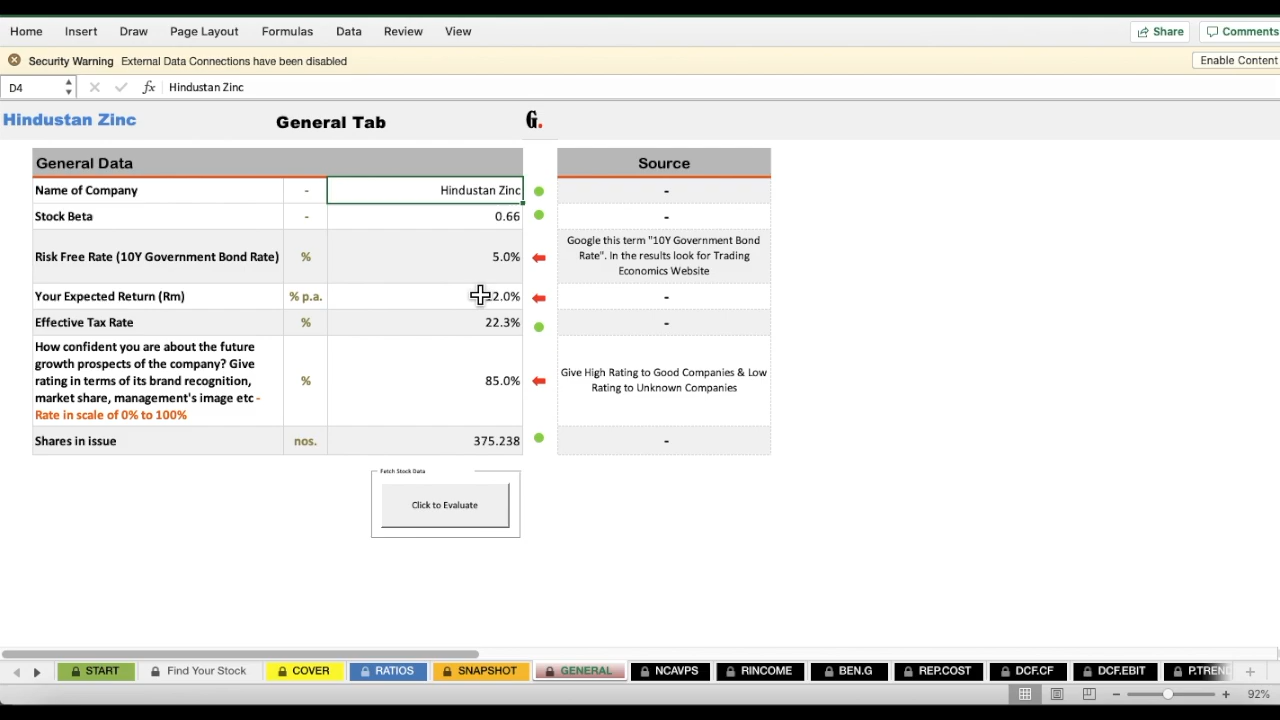 Home Insert Draw Page Layout Formulas Data Review View Share Comments
Security Warning External Data Connections have been disabled Enable Content
D4 fx Hindustan Zinc
Hindustan Zinc General Tab G.
General Data Source
Name of Company - Hindustan Zinc -
Stock Beta - 0.66 -
Risk Free Rate (10Y Government Bond Rate) % 5.0%
Google this term "10Y Government Bond
Rate". In the results look for Trading
Economics Website
Your Expected Return (Rm) % p.a. 2.0% -
Effective Tax Rate % 22.3% -
How confident you are about the future
growth prospects of the company? Give
rating in terms of its brand recognition,
market share, management's image etc -
Rate in scale of 0% to 100%
% 85.0%
Give High Rating to Good Companies & Low
Rating to Unknown Companies
Shares in issue nos. 375.238 -
Fetch Stock Data
Click to Evaluate
START Find Your Stock COVER RATIOS SNAPSHOT GENERAL NCAVPS RINCOME BEN.G REP.COST DCF.CF DCF.EBIT P.TREND
92%